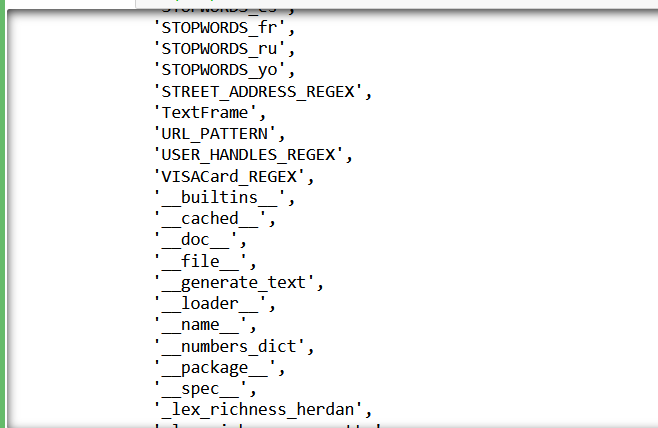 'STOPWORDS_es',
'STOPWORDS_fr',
'STOPWORDS_ru',
'STOPWORDS_yo',
'STREET_ADDRESS_REGEX',
'TextFrame',
'URL_PATTERN',
'USER_HANDLES_REGEX',
'VISACard_REGEX',
'__builtins__',
'__cached__',
'__doc__',
'__file__',
'__generate_text',
'__loader__',
'__name__',
'__numbers_dict',
'__package__',
'__spec__',
'_lex_richness_herdan',